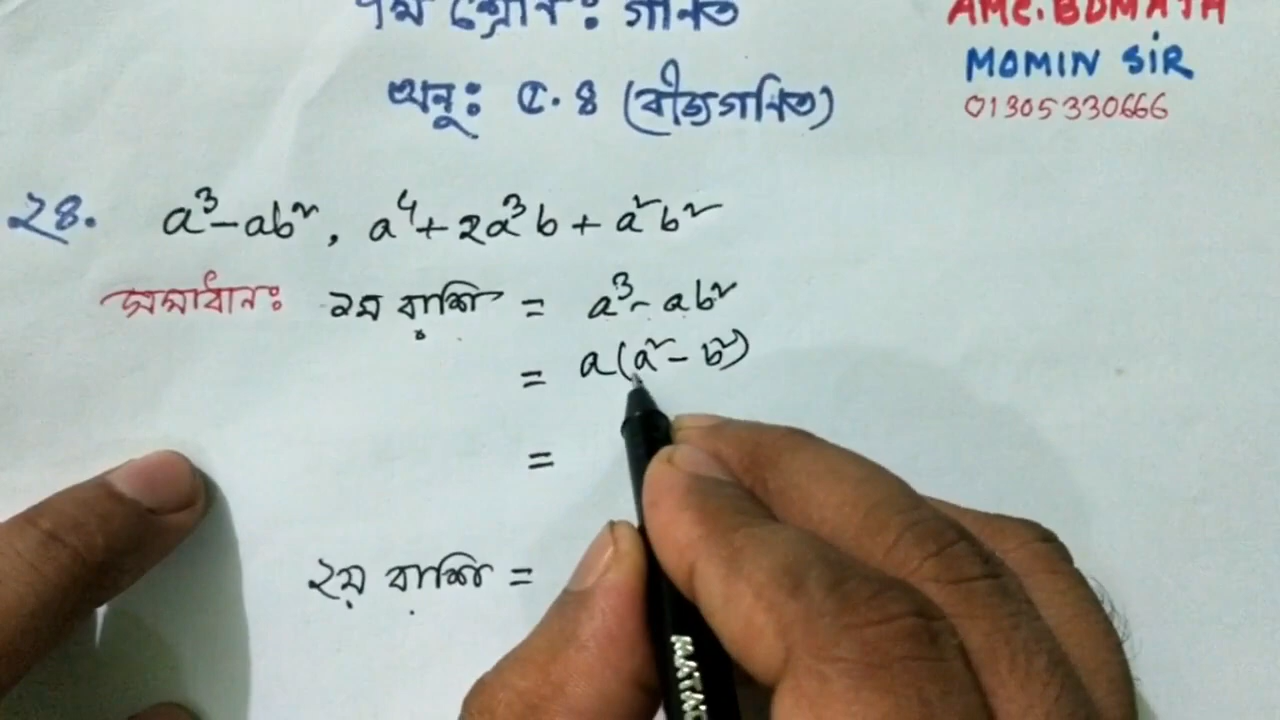 ৭ম শ্রেণি: গণিত
AMC.BDMATH
MOMIN SIR
01305330666
অনু: ৫.৪ (বীজগণিত)
২৪. a³-ab², a⁴+2a³b+a²b²
সমাধানঃ ১ম রাশি = a³-ab²
= a(a²-b²)
=
২য় রাশি =
MATADOR